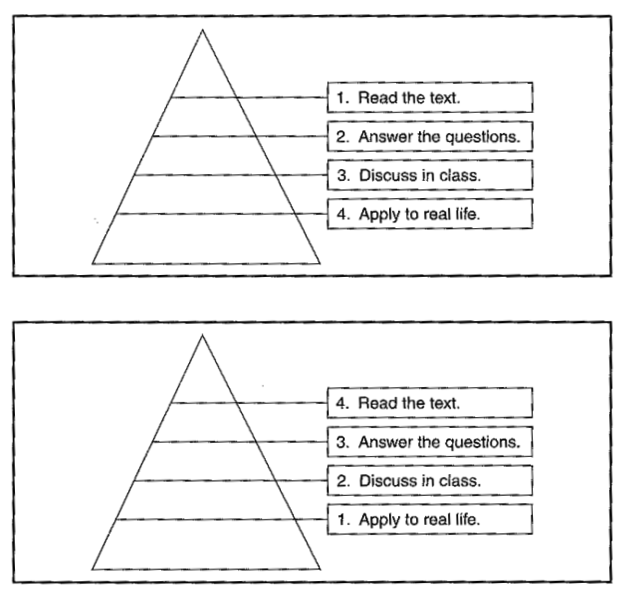 1. Read the text.
2. Answer the questions.
3. Discuss in class.
4. Apply to real life.
4. Read the text.
3. Answer the questions.
2. Discuss in class.
1. Apply to real life.